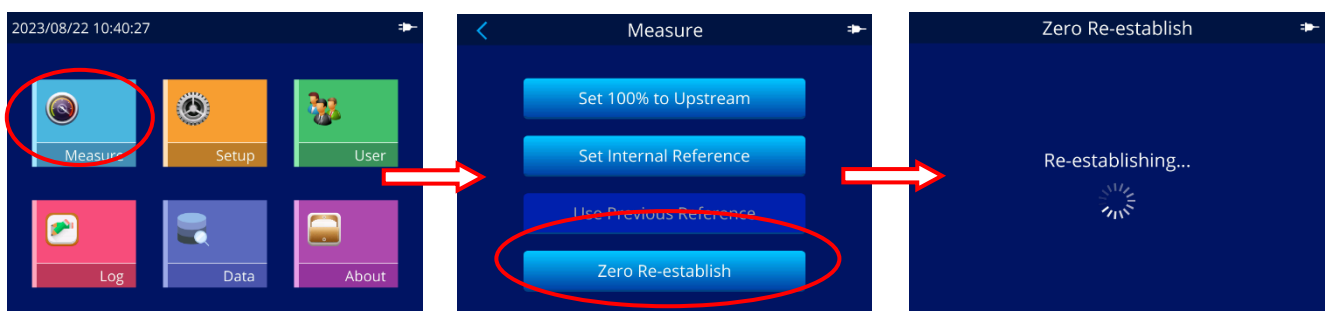 2023/08/22 10:40:27
Measure
Setup
User
Log
Data
About
Measure
Set 100% to Upstream
Set Internal Reference
Use Previous Reference
Zero Re-establish
Zero Re-establish
Re-establishing...